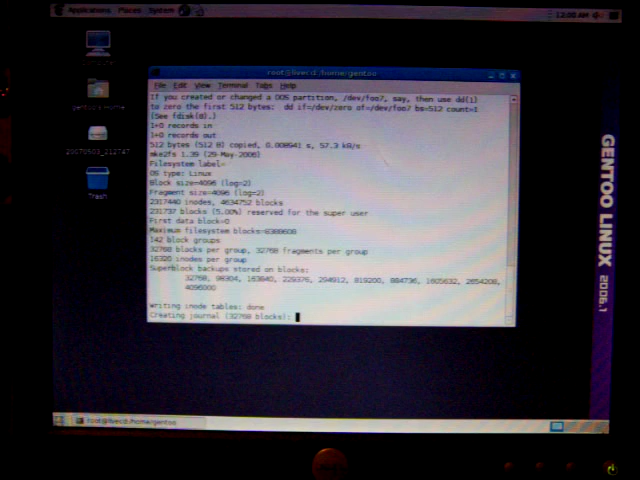 Applications Places System
12:00 AM
root@livecd:/home/gentoo
File Edit View Terminal Tabs Help
If you created or changed a DOS partition, /dev/foo7, say, then use dd(1)
to zero the first 512 bytes: dd if=/dev/zero of=/dev/foo7 bs=512 count=1
(See fdisk(8).)
1+0 records in
1+0 records out
512 bytes (512 B) copied, 0.008941 s, 57.3 kB/s
mke2fs 1.39 (29-May-2006)
Filesystem label=
OS type: Linux
Block size=4096 (log=2)
Fragment size=4096 (log=2)
2317440 inodes, 4634752 blocks
231737 blocks (5.00%) reserved for the super user
First data block=0
Maximum filesystem blocks=8388608
142 block groups
32768 blocks per group, 32768 fragments per group
16320 inodes per group
Superblock backups stored on blocks:
32768, 98304, 163840, 229376, 294912, 819200, 884736, 1605632, 2654208,
4096000
Writing inode tables: done
Creating journal (32768 blocks):
gentoo's Home
20070503_212747
Trash
GENTOO LINUX 2006.1
root@livecd:/home/gentoo